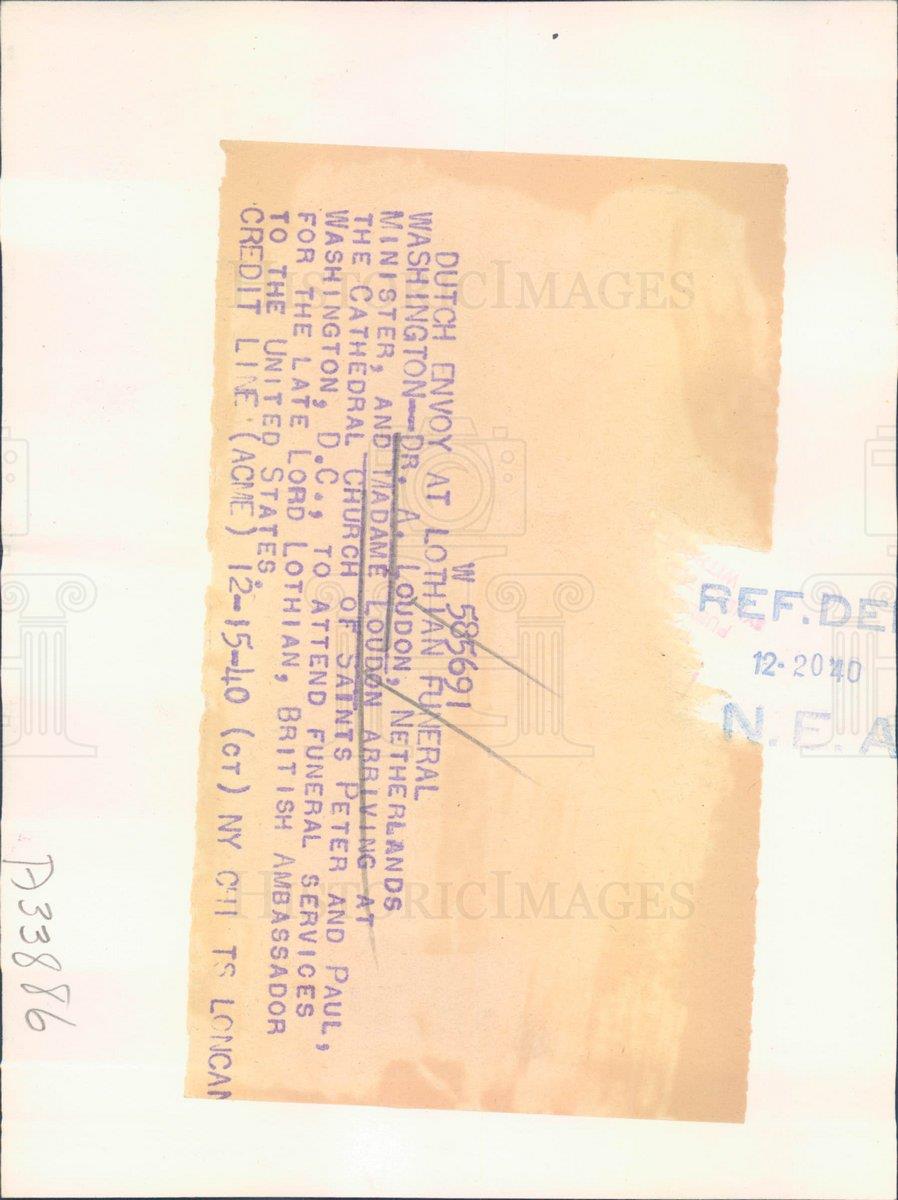 W 585691
DUTCH ENVOY AT LOTHIAN FUNERAL
WASHINGTON--DR. A. LOUDON, NETHERLANDS
MINISTER, AND MADAME LOUDON ARRIVING AT
THE CATHEDRAL CHURCH OF SAINTS PETER AND PAUL,
WASHINGTON, D.C., TO ATTEND FUNERAL SERVICES
FOR THE LATE LORD LOTHIAN, BRITISH AMBASSADOR
TO THE UNITED STATES.
CREDIT LINE (ACME) 12-15-40 (CT) NY CHI TS LONCAN
REF.DE
12-20 40
N.E.A
A33886
HISTORICIMAGES
HISTORICIMAGES